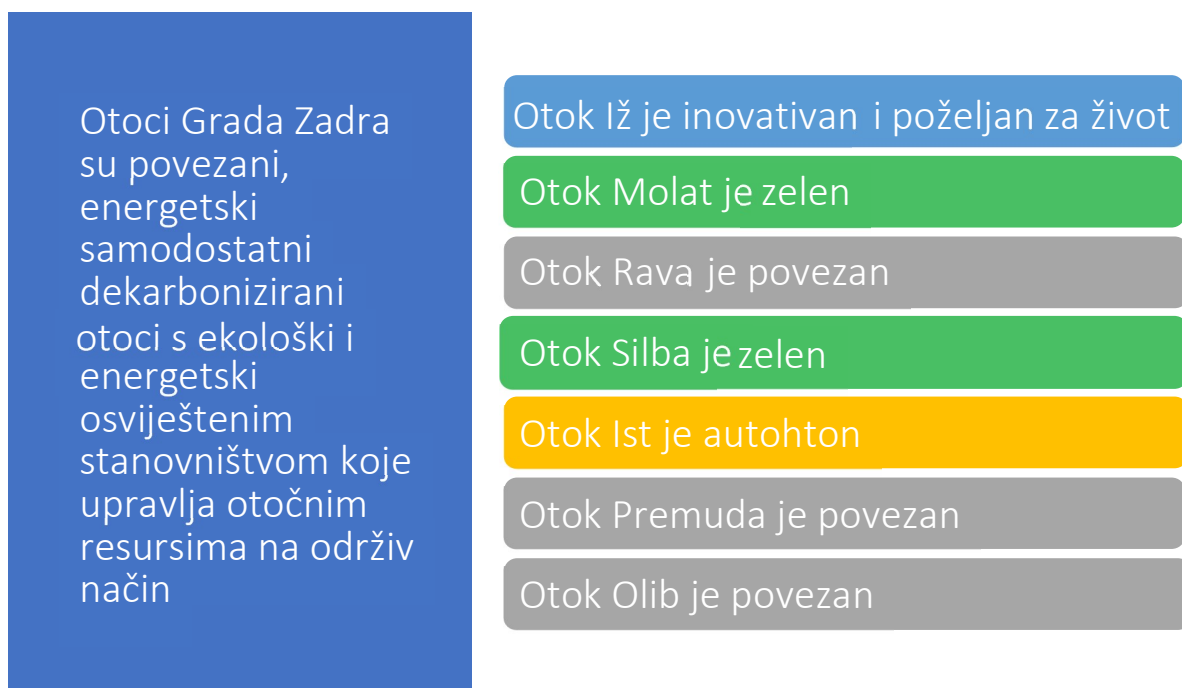 Otoci Grada Zadra
su povezani,
energetski
samodostatni
dekarbonizirani
otoci s ekološki i
energetski
osviještenim
stanovništvom koje
upravlja otočnim
resursima na održiv
način
Otok Iž je inovativan i poželjan za život
Otok Molat je zelen
Otok Rava je povezan
Otok Silba je zelen
Otok Ist je autohton
Otok Premuda je povezan
Otok Olib je povezan